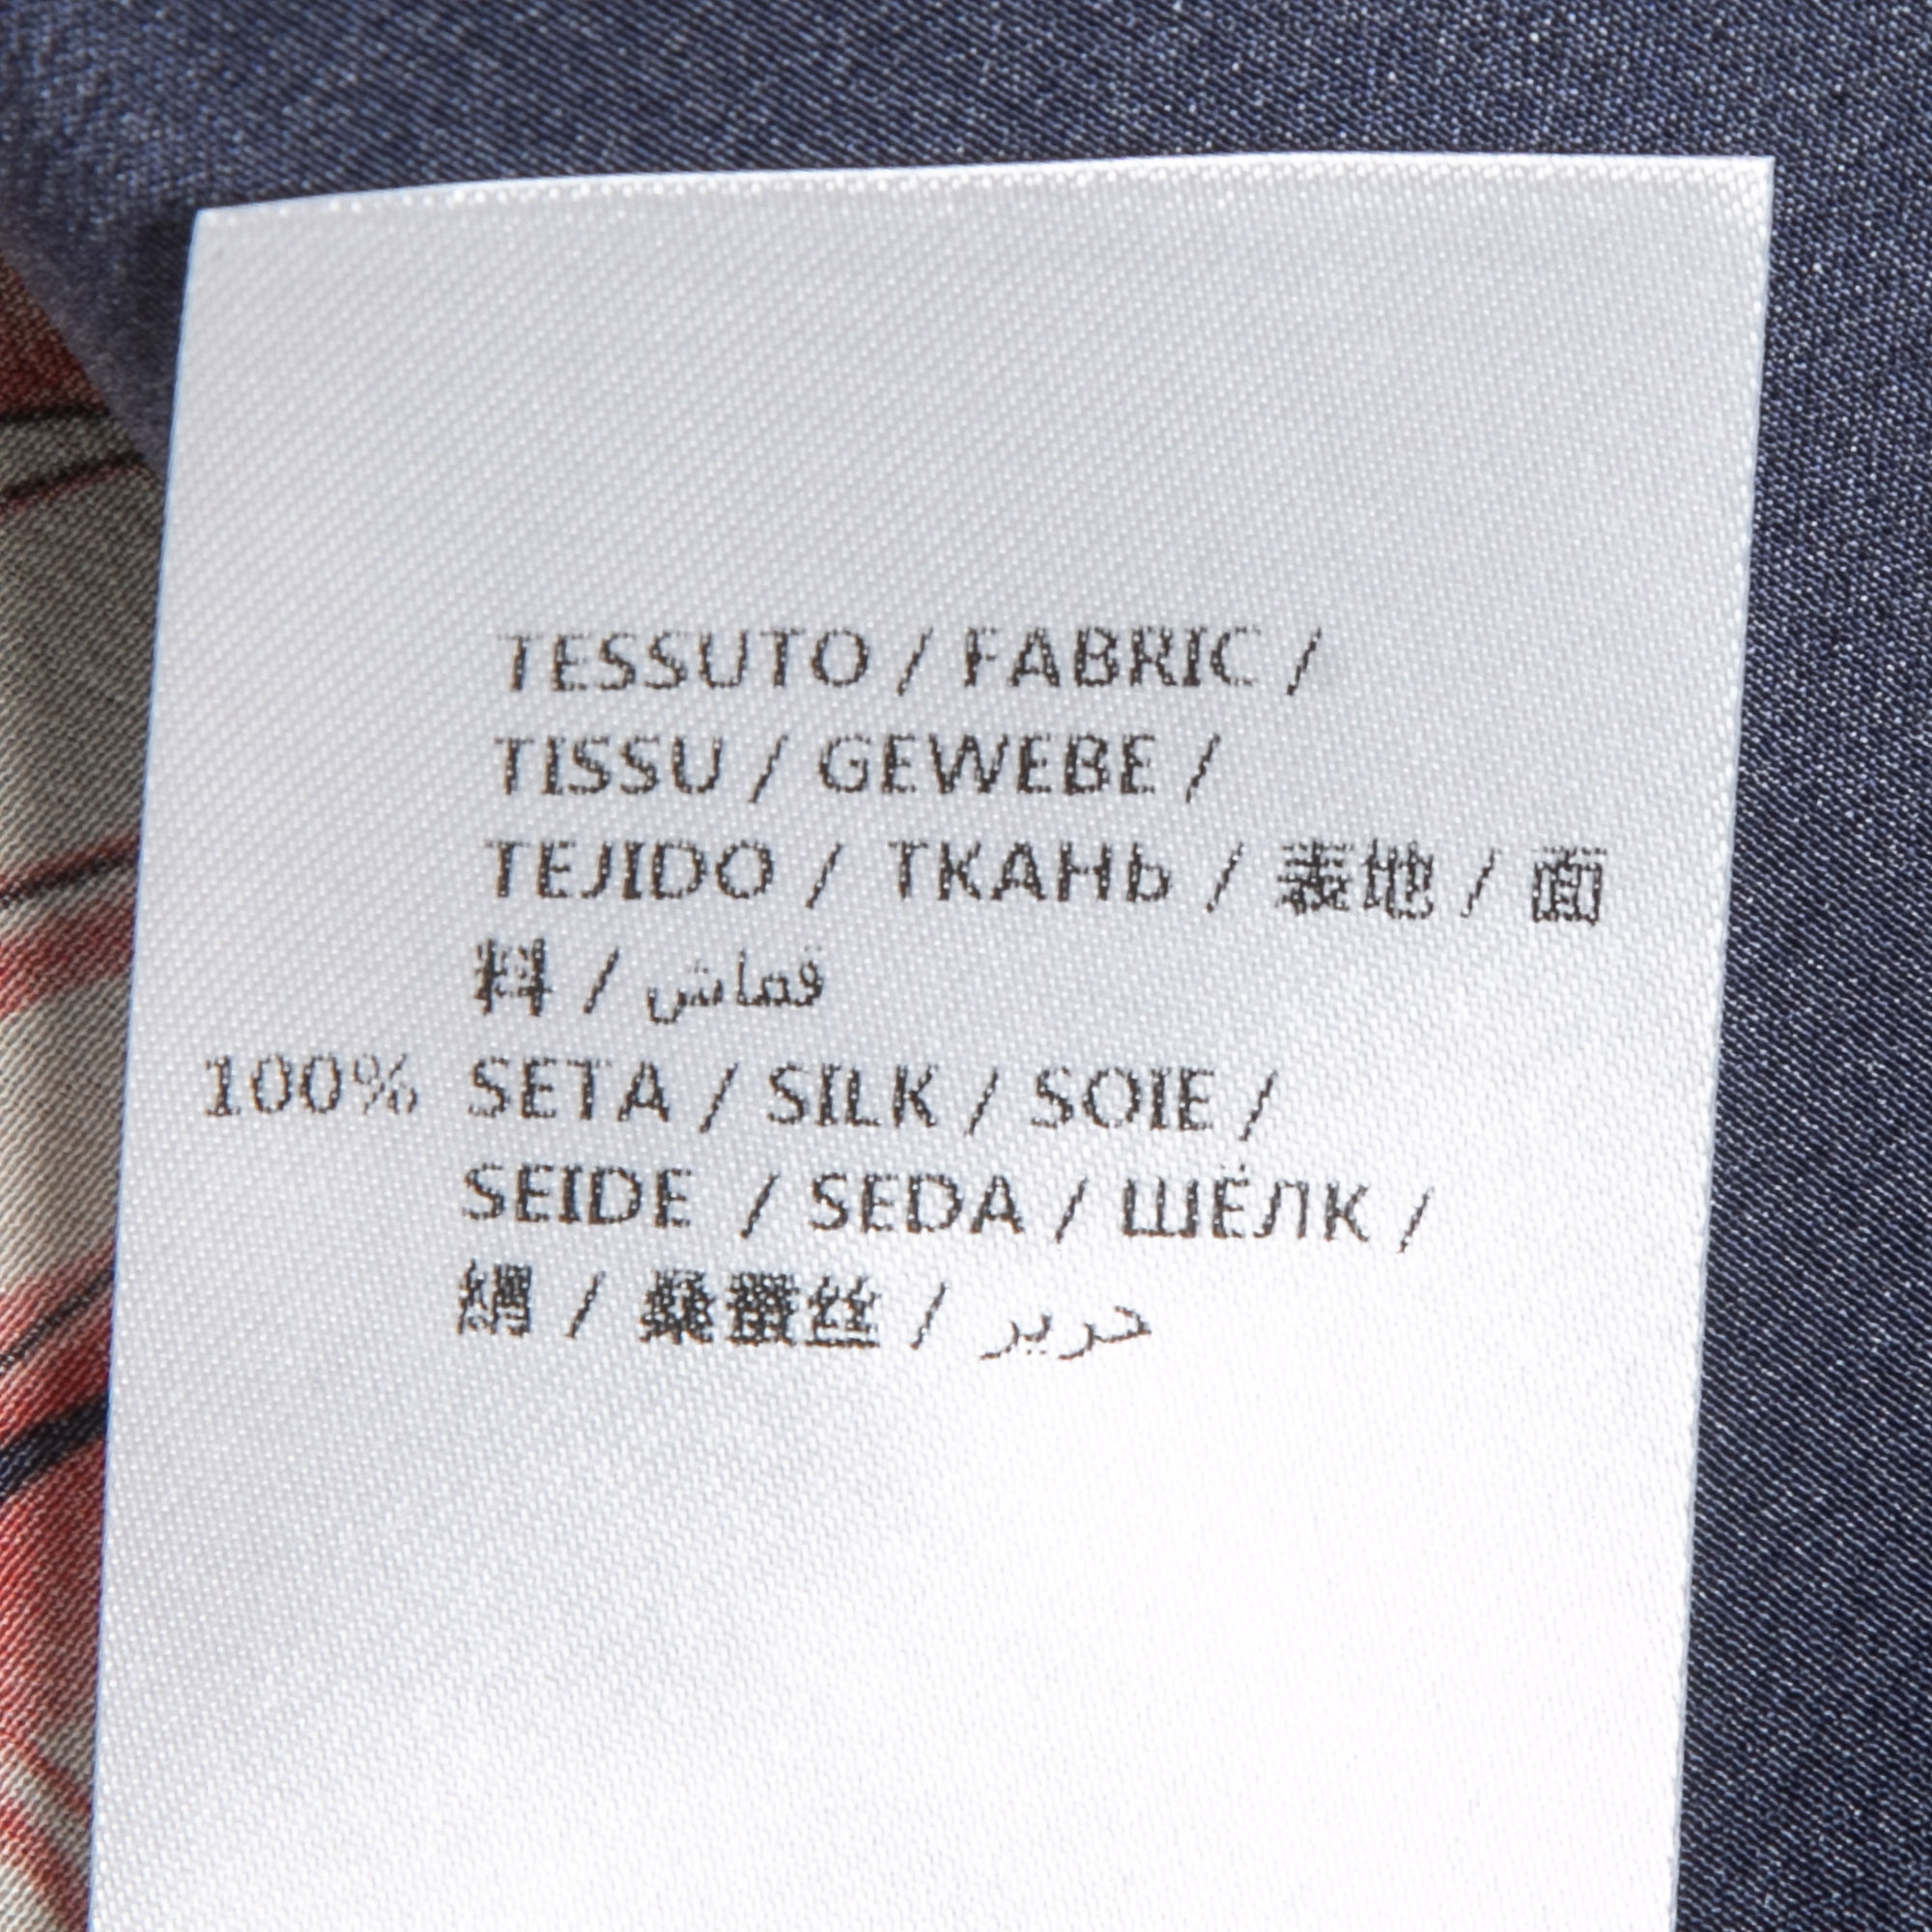 TESSUTO / FABRIC /
TISSU / GEWEBE /
TEJIDO / ТКАНЬ / 表地 / 面
料 / قماش
100% SETA / SILK / SOIE /
SEIDE / SEDA / ШЁЛК /
絹 / 桑蚕丝 / حرير